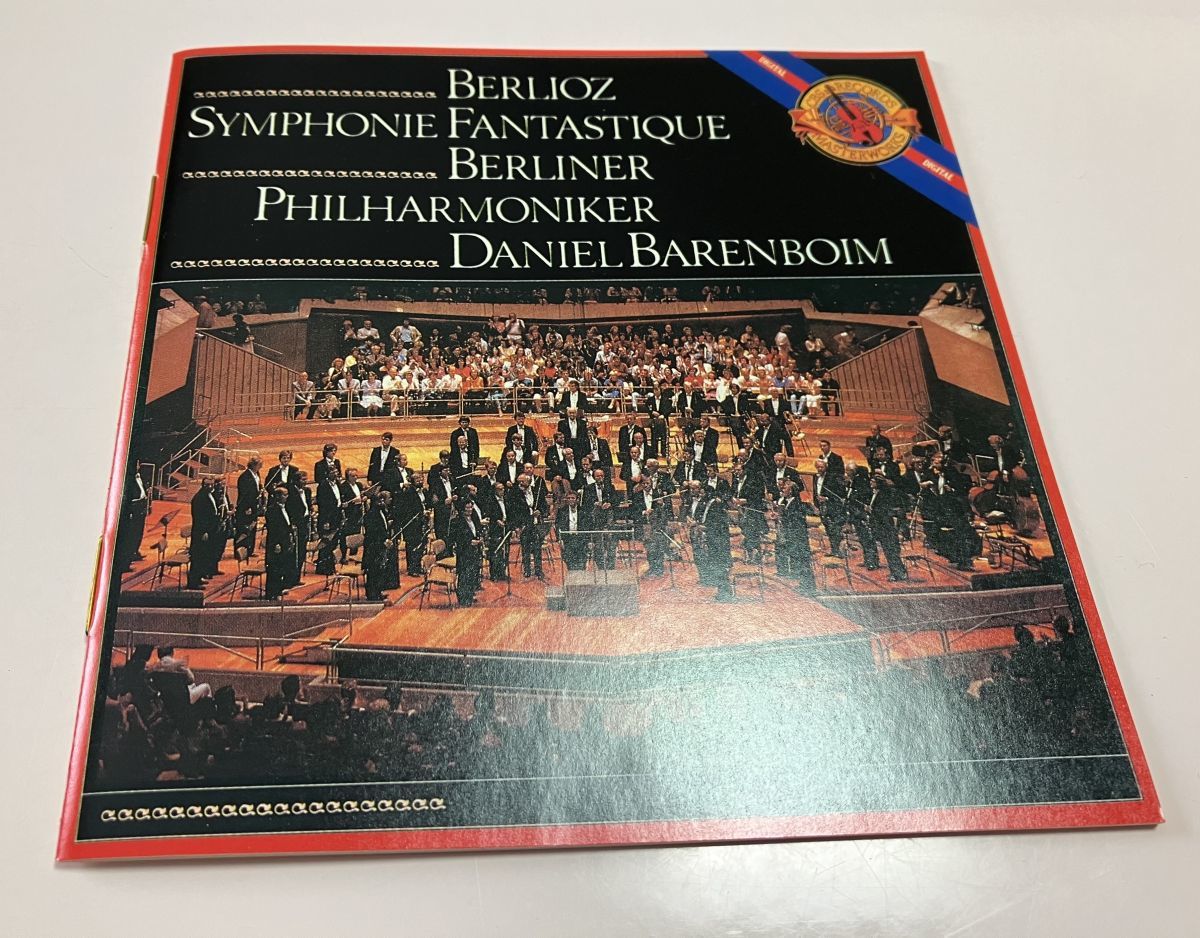 BERLIOZ
SYMPHONIE FANTASTIQUE
BERLINER
PHILHARMONIKER
DANIEL BARENBOIM
DIGITAL
CBS RECORDS
MASTERWORKS
DIGITAL